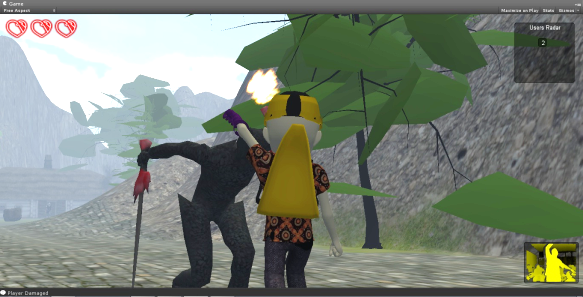 Game
Free Aspect
Maximize on Play Stats Gizmos
Users Radar
2
Player Damaged